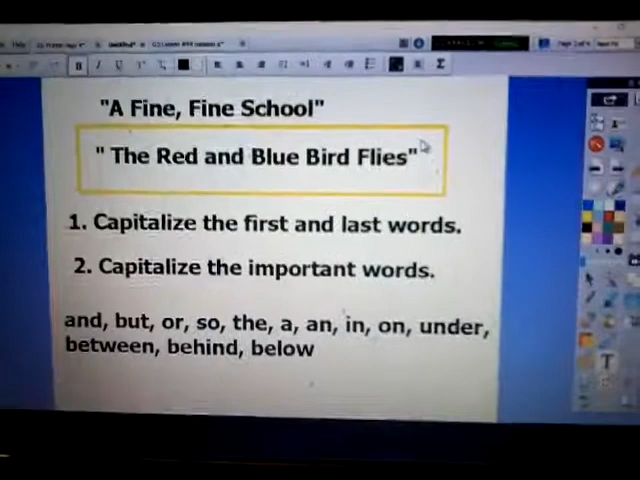 "A Fine, Fine School"
" The Red and Blue Bird Flies"
1. Capitalize the first and last words.
2. Capitalize the important words.
and, but, or, so, the, a, an, in, on, under,
between, behind, below